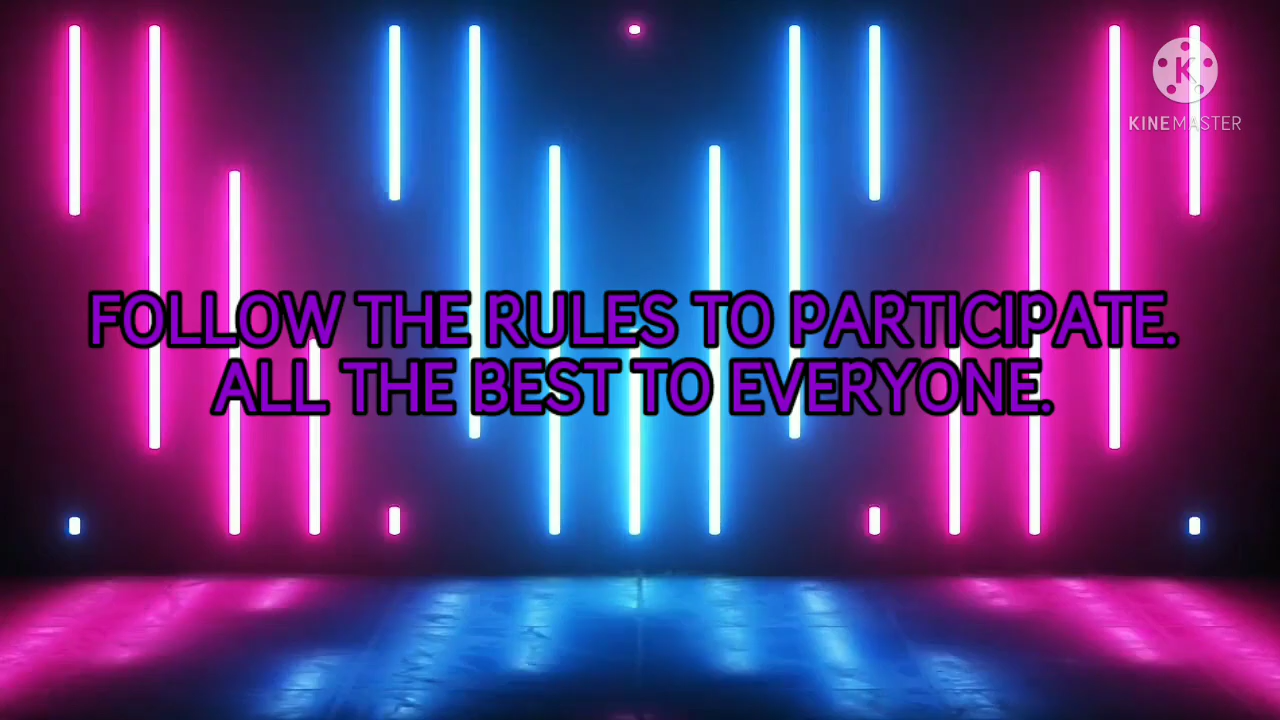 K
KINEMASTER
FOLLOW THE RULES TO PARTICIPATE.
ALL THE BEST TO EVERYONE.